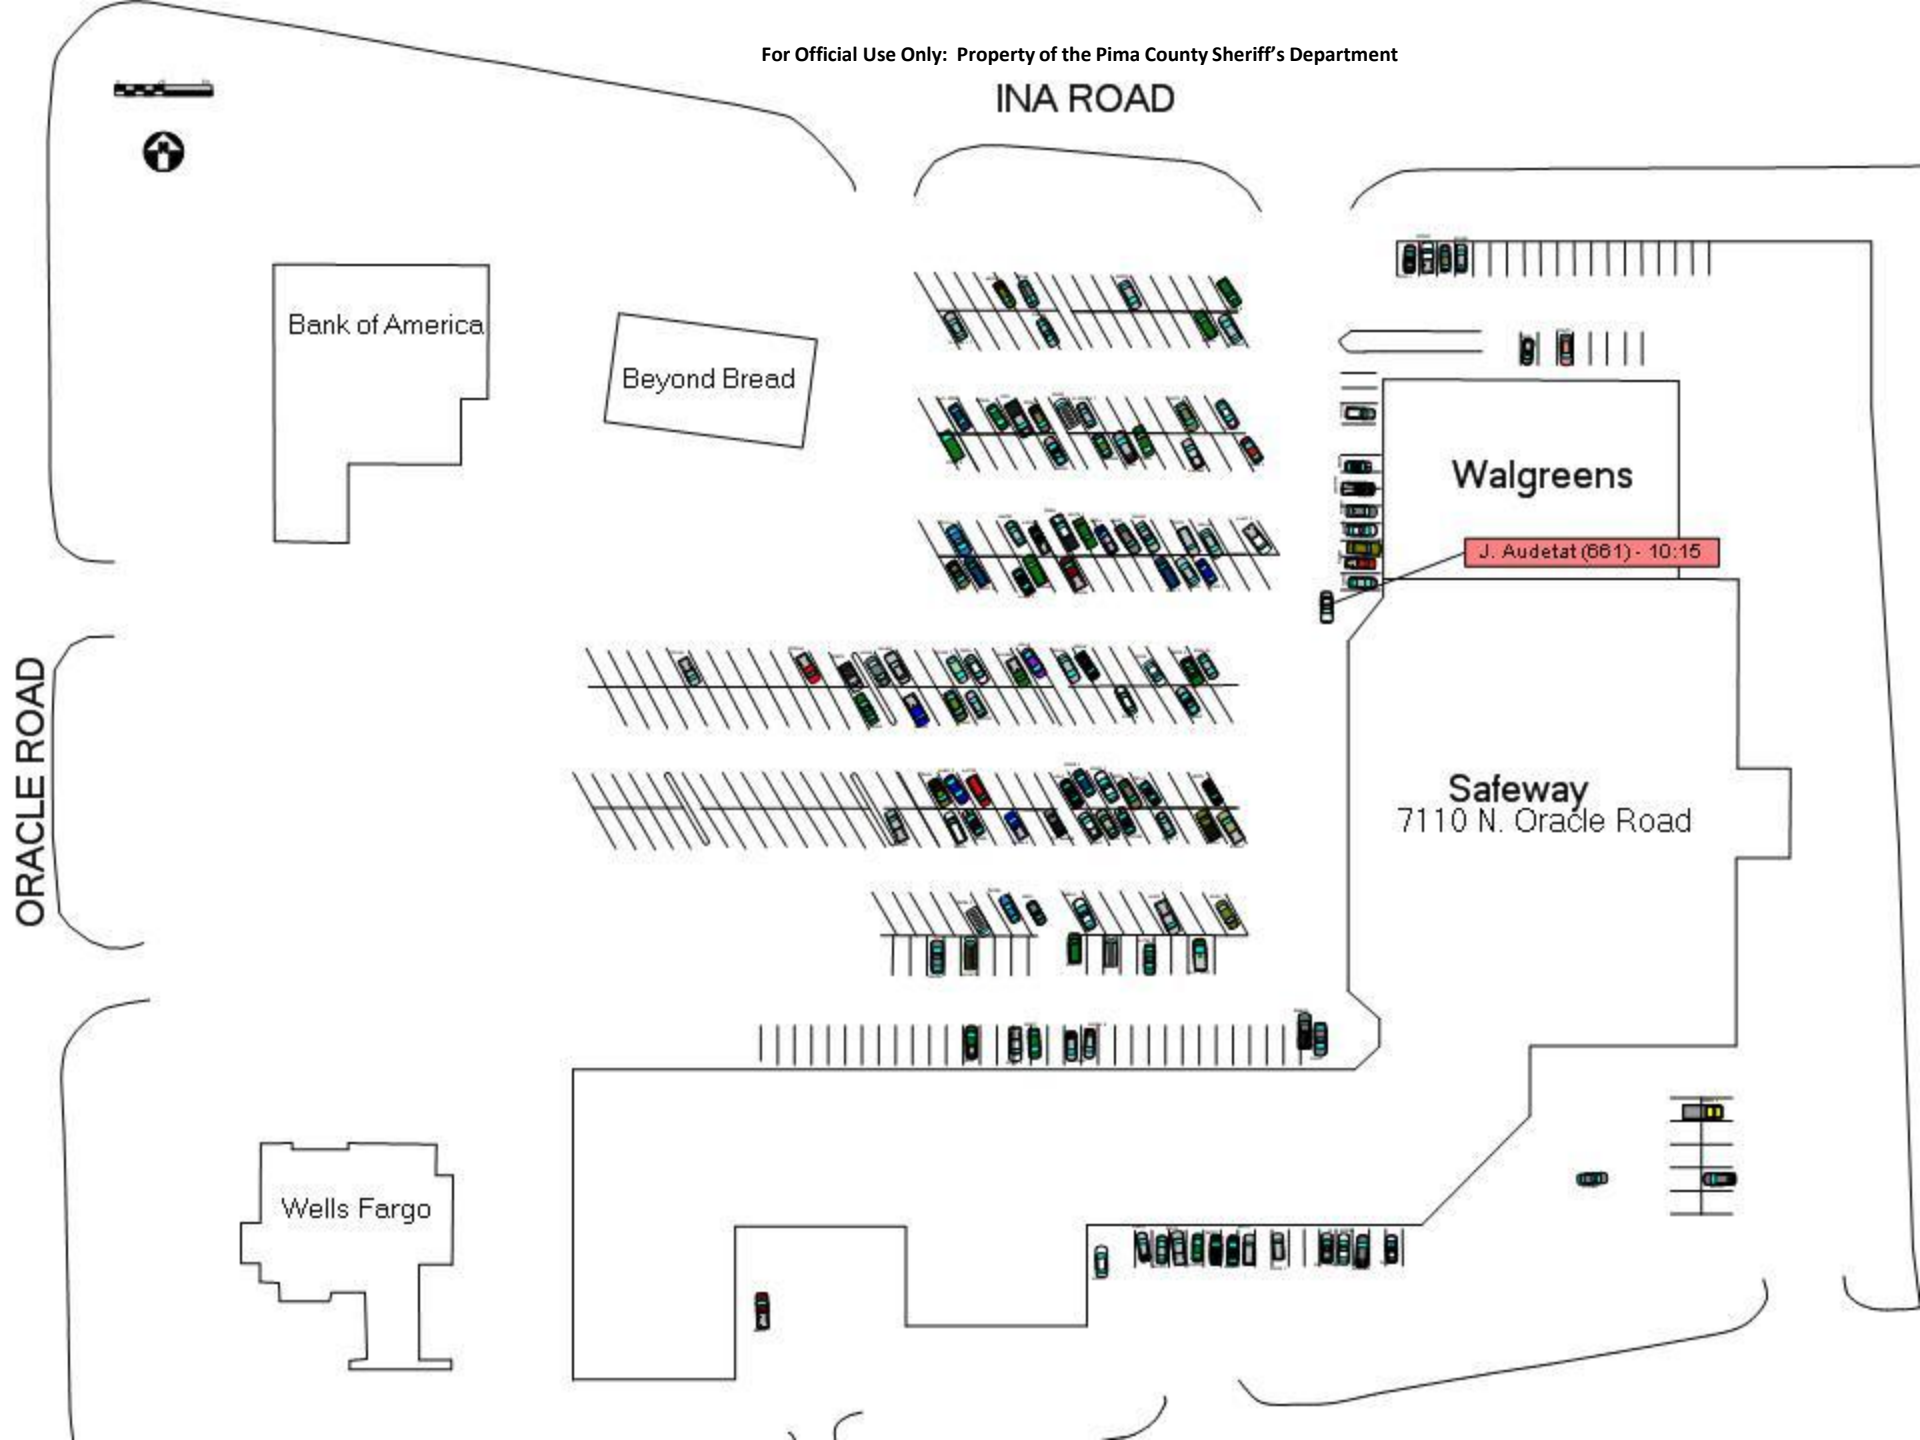 For Official Use Only:  Property of the Pima County Sheriff’s Department
INA ROAD
Bank of America
Beyond Bread
Walgreens
J. Audetat (661) - 10:15
ORACLE ROAD
Safeway
7110 N. Oracle Road
Wells Fargo